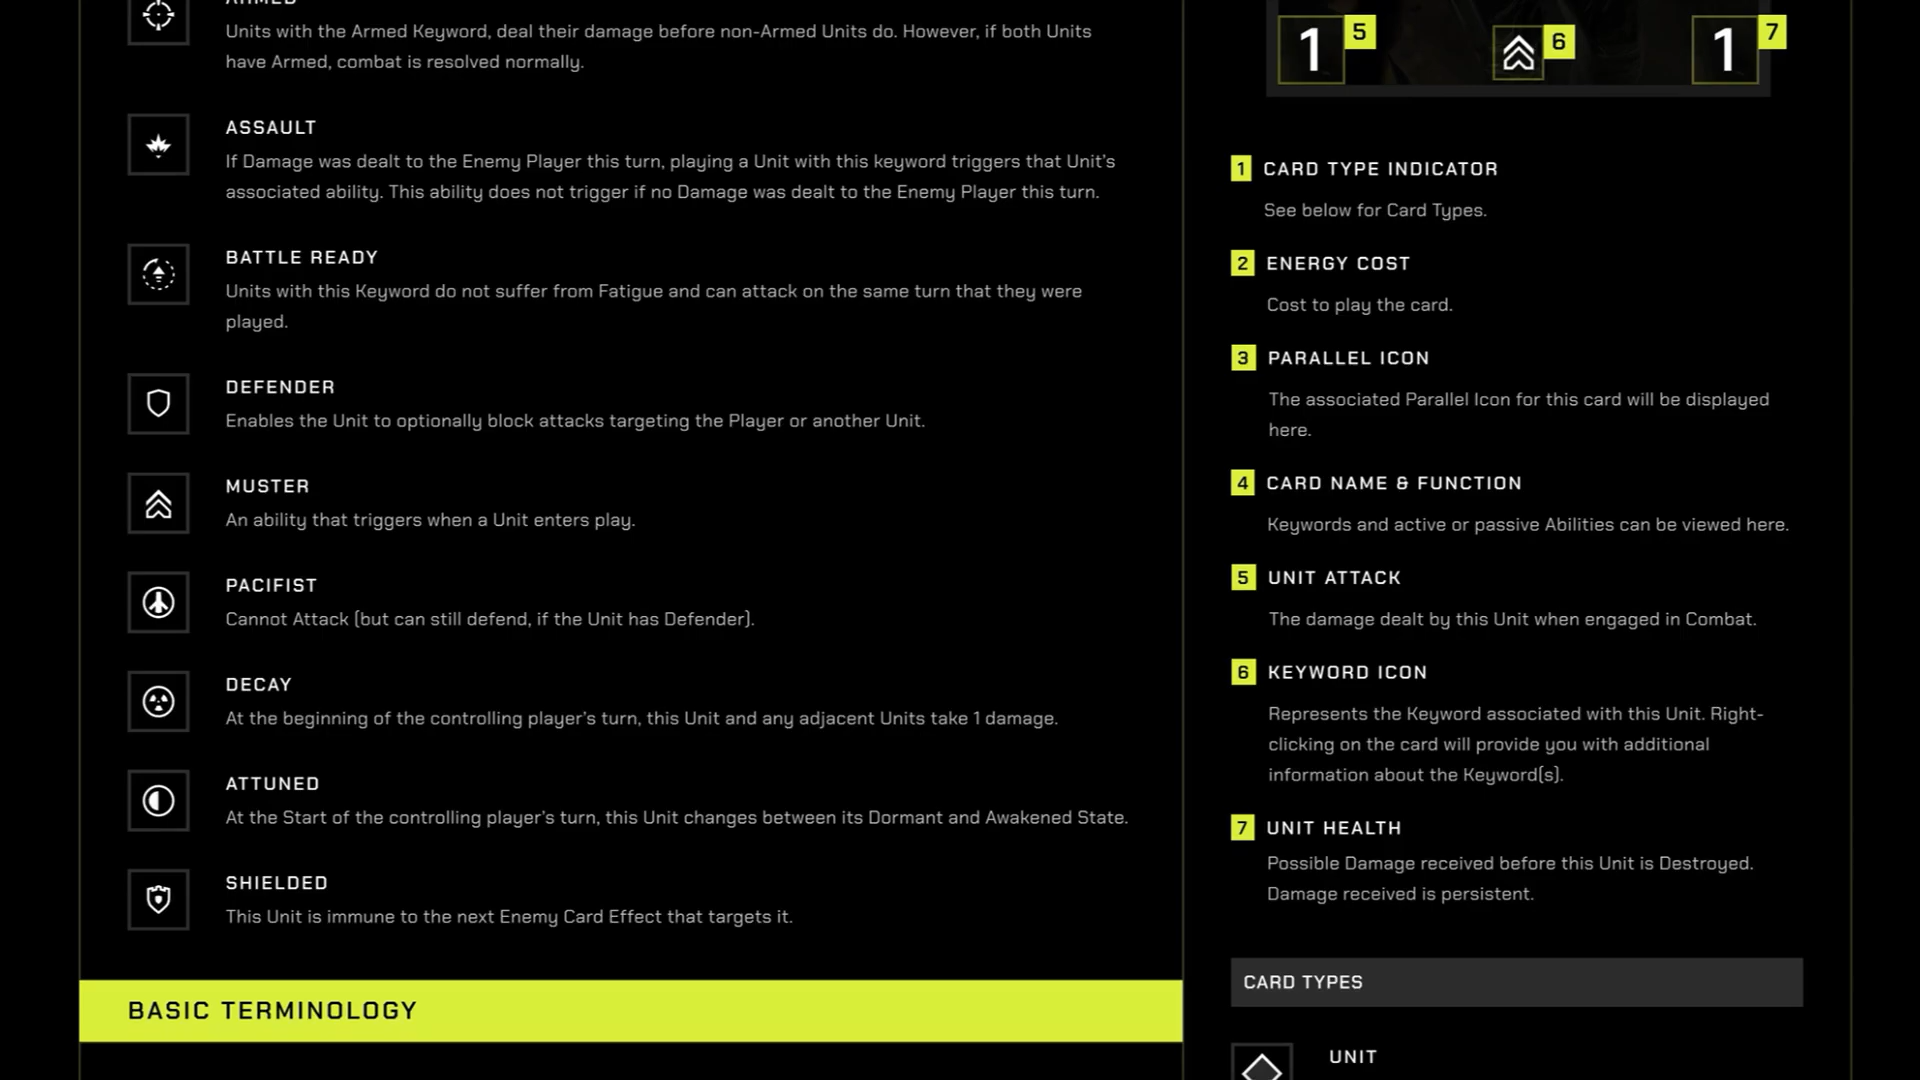 ARMED
Units with the Armed Keyword, deal their damage before non-Armed Units do. However, if both Units
have Armed, combat is resolved normally.
ASSAULT
If Damage was dealt to the Enemy Player this turn, playing a Unit with this keyword triggers that Unit's
associated ability. This ability does not trigger if no Damage was dealt to the Enemy Player this turn.
BATTLE READY
Units with this Keyword do not suffer from Fatigue and can attack on the same turn that they were
played.
DEFENDER
Enables the Unit to optionally block attacks targeting the Player or another Unit.
MUSTER
An ability that triggers when a Unit enters play.
PACIFIST
Cannot Attack (but can still defend, if the Unit has Defender).
DECAY
At the beginning of the controlling player's turn, this Unit and any adjacent Units take 1 damage.
ATTUNED
At the Start of the controlling player's turn, this Unit changes between its Dormant and Awakened State.
SHIELDED
This Unit is immune to the next Enemy Card Effect that targets it.
BASIC TERMINOLOGY
1 5 6 1 7
1 CARD TYPE INDICATOR
See below for Card Types.
2 ENERGY COST
Cost to play the card.
3 PARALLEL ICON
The associated Parallel Icon for this card will be displayed
here.
4 CARD NAME & FUNCTION
Keywords and active or passive Abilities can be viewed here.
5 UNIT ATTACK
The damage dealt by this Unit when engaged in Combat.
6 KEYWORD ICON
Represents the Keyword associated with this Unit. Right-
clicking on the card will provide you with additional
information about the Keyword(s).
7 UNIT HEALTH
Possible Damage received before this Unit is Destroyed.
Damage received is persistent.
CARD TYPES
UNIT